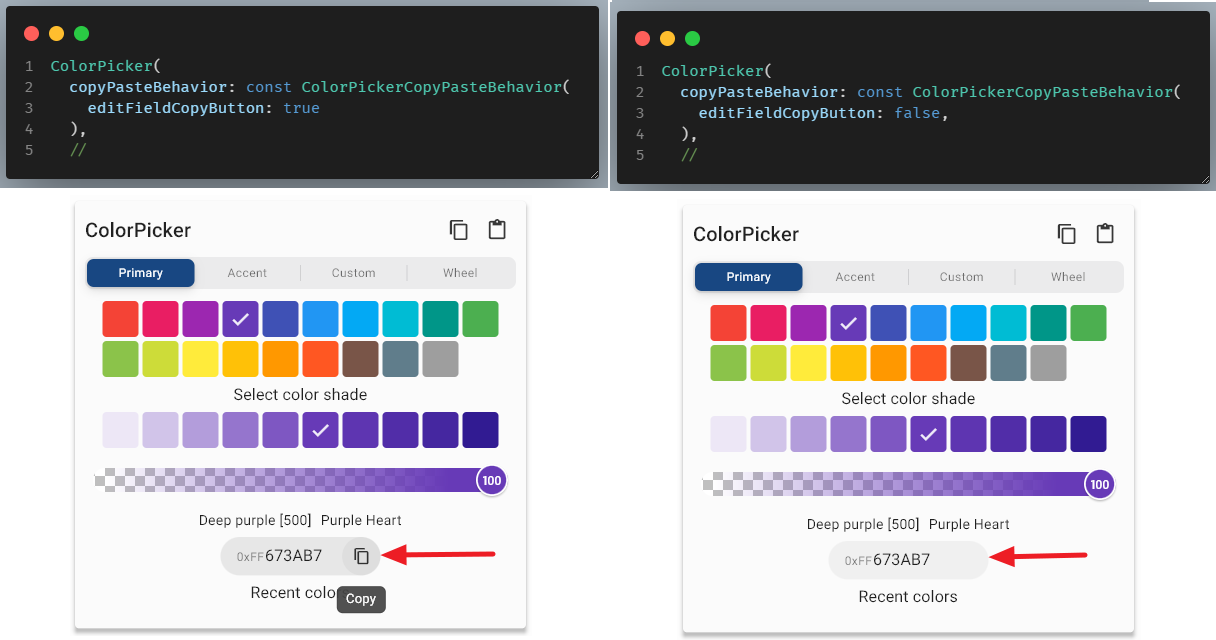 1 ColorPicker(
2 copyPasteBehavior: const ColorPickerCopyPasteBehavior(
3 editFieldCopyButton: true
4 ),
5 //
ColorPicker
Primary Accent Custom Wheel
Select color shade
100
Deep purple [500] Purple Heart
0xFF673AB7
Recent colo
Copy
1 ColorPicker(
2 copyPasteBehavior: const ColorPickerCopyPasteBehavior(
3 editFieldCopyButton: false,
4 ),
5 //
ColorPicker
Primary Accent Custom Wheel
Select color shade
100
Deep purple [500] Purple Heart
0xFF673AB7
Recent colors